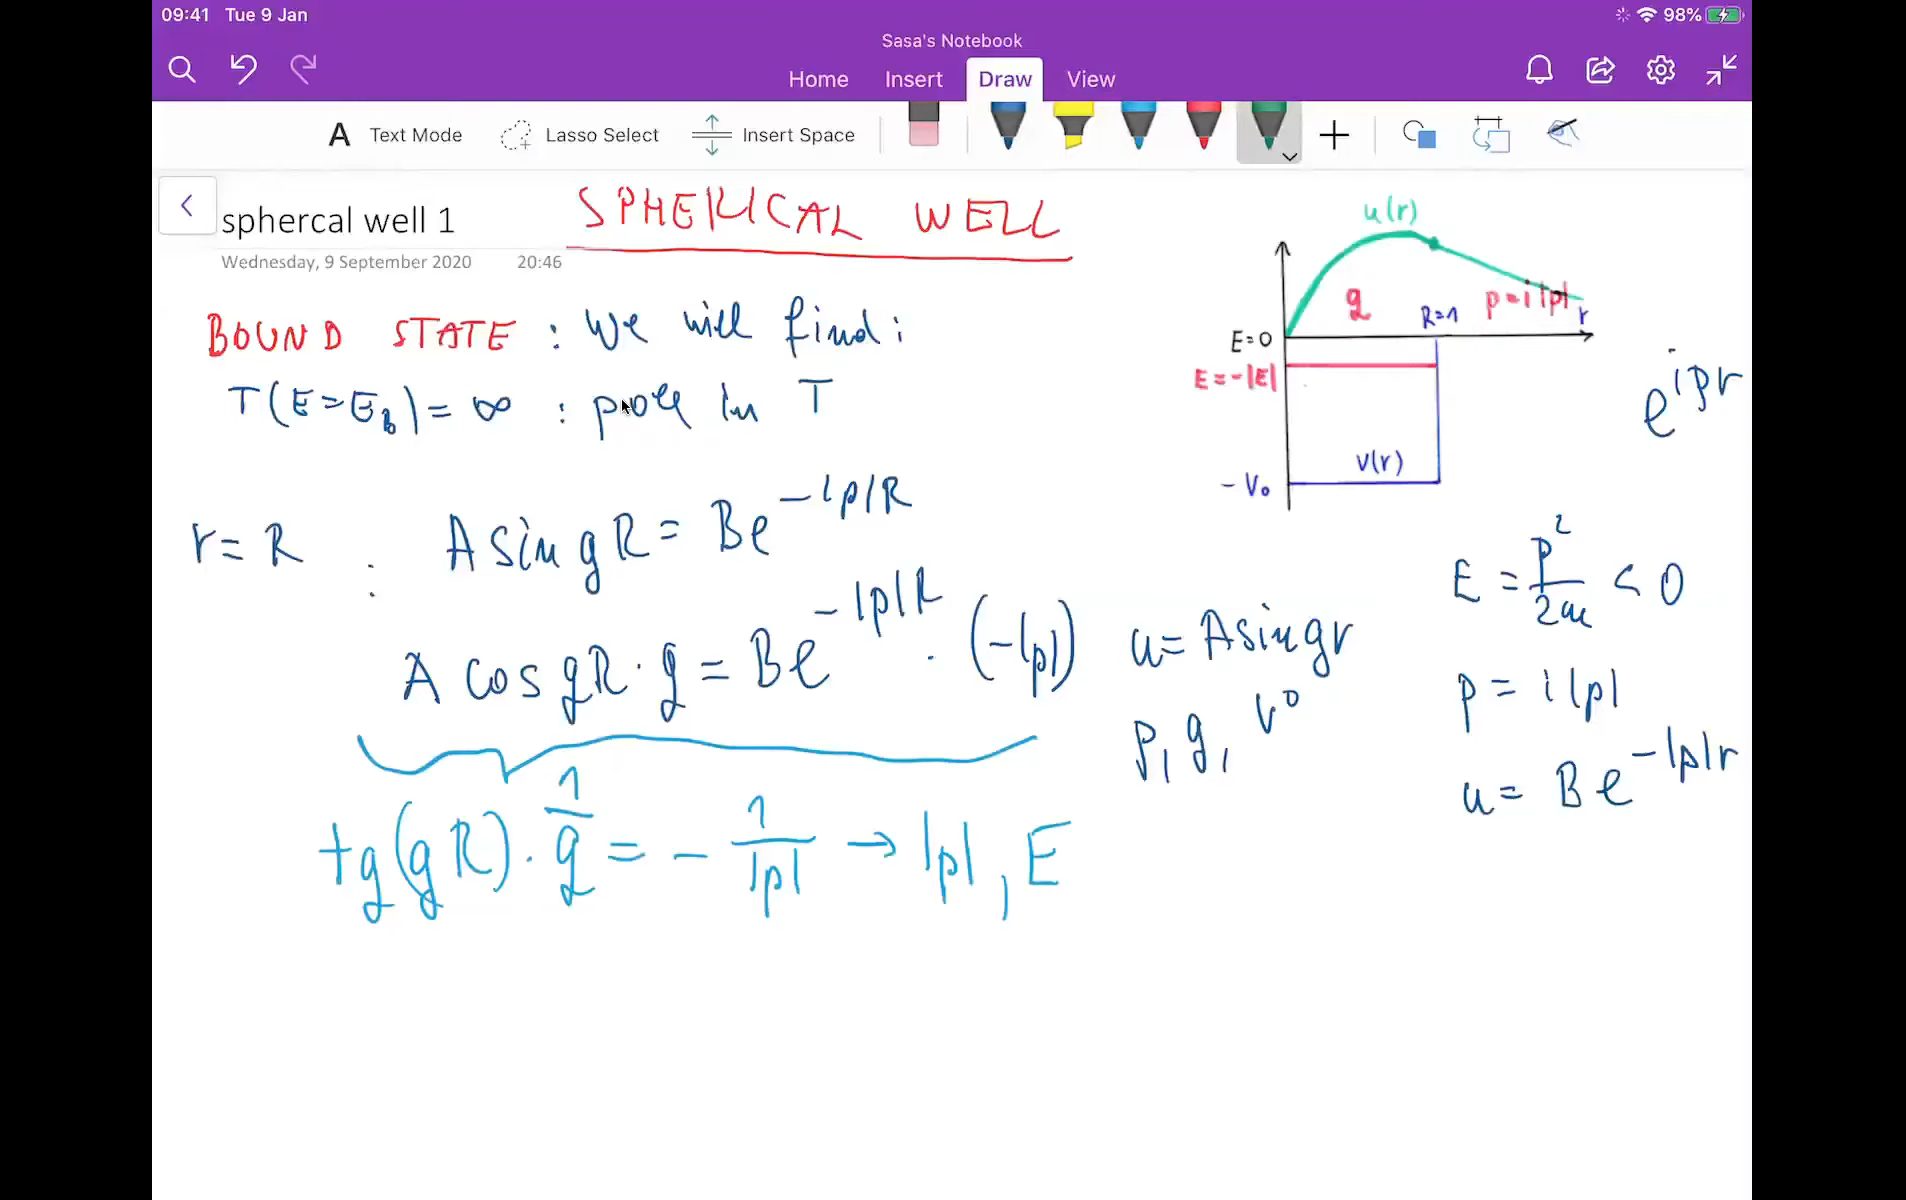 09:41 Tue 9 Jan 98%
Sasa's Notebook
Home Insert Draw View
A Text Mode Lasso Select Insert Space
sphercal well 1
Wednesday, 9 September 2020 20:46
SPHERICAL WELL
BOUND STATE : We will find :
T(E=E_b) = ∞ : pole in T
r = R : A sin qR = Be^{-|p|R}
A cos qR · q = Be^{-|p|R} · (-|p|)
tg(qR) · 1/q = - 1/|p| → |p|, E
u(r)
q
R=1
p=i|p|
r
E=0
E=-|E|
V(r)
-V₀
e^{ipr}
E = p²/2m < 0
u = A sin qr
p = i|p|
p, q, V⁰
u = Be^{-|p|r}